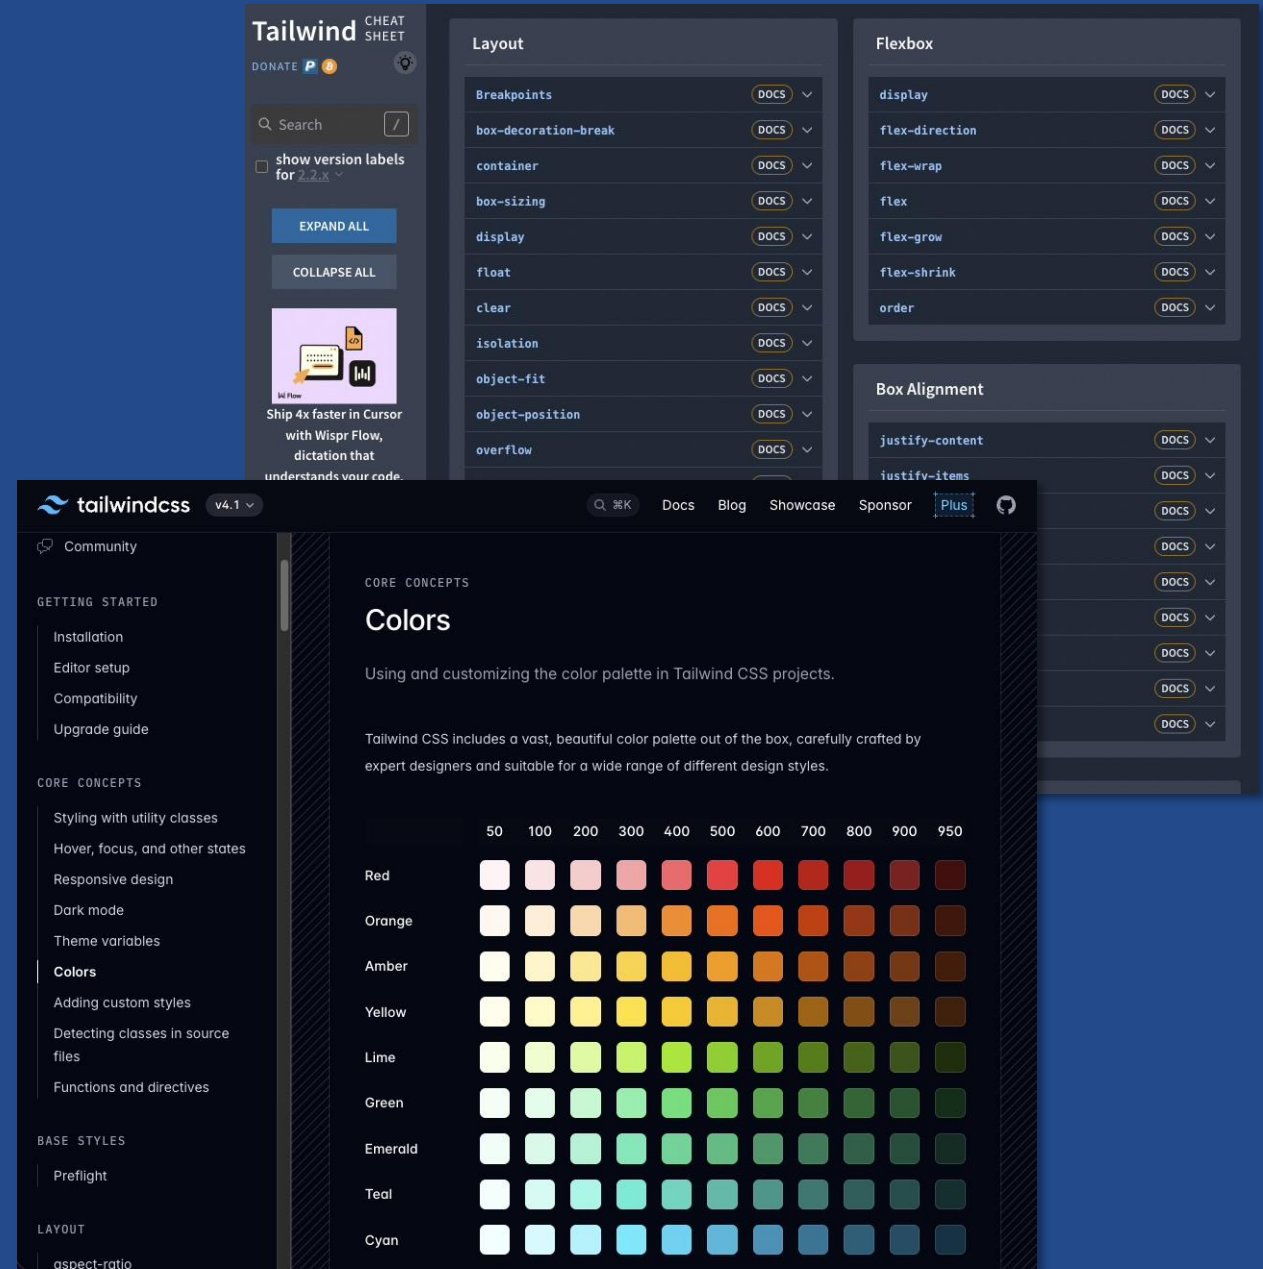 Tailwind CHEAT SHEET
DONATE
Search /
show version labels
for 2.2.x
EXPAND ALL
COLLAPSE ALL
Flow
Ship 4x faster in Cursor
with Wispr Flow,
dictation that
understands your code.
Layout
Breakpoints DOCS
box-decoration-break DOCS
container DOCS
box-sizing DOCS
display DOCS
float DOCS
clear DOCS
isolation DOCS
object-fit DOCS
object-position DOCS
overflow DOCS
Flexbox
display DOCS
flex-direction DOCS
flex-wrap DOCS
flex DOCS
flex-grow DOCS
flex-shrink DOCS
order DOCS
Box Alignment
justify-content DOCS
justify-items DOCS
DOCS
DOCS
DOCS
DOCS
DOCS
DOCS
DOCS
tailwindcss v4.1 ⌘K Docs Blog Showcase Sponsor Plus
Community
GETTING STARTED
Installation
Editor setup
Compatibility
Upgrade guide
CORE CONCEPTS
Styling with utility classes
Hover, focus, and other states
Responsive design
Dark mode
Theme variables
Colors
Adding custom styles
Detecting classes in source
files
Functions and directives
BASE STYLES
Preflight
LAYOUT
aspect-ratio
CORE CONCEPTS
Colors
Using and customizing the color palette in Tailwind CSS projects.
Tailwind CSS includes a vast, beautiful color palette out of the box, carefully crafted by
expert designers and suitable for a wide range of different design styles.
50 100 200 300 400 500 600 700 800 900 950
Red
Orange
Amber
Yellow
Lime
Green
Emerald
Teal
Cyan